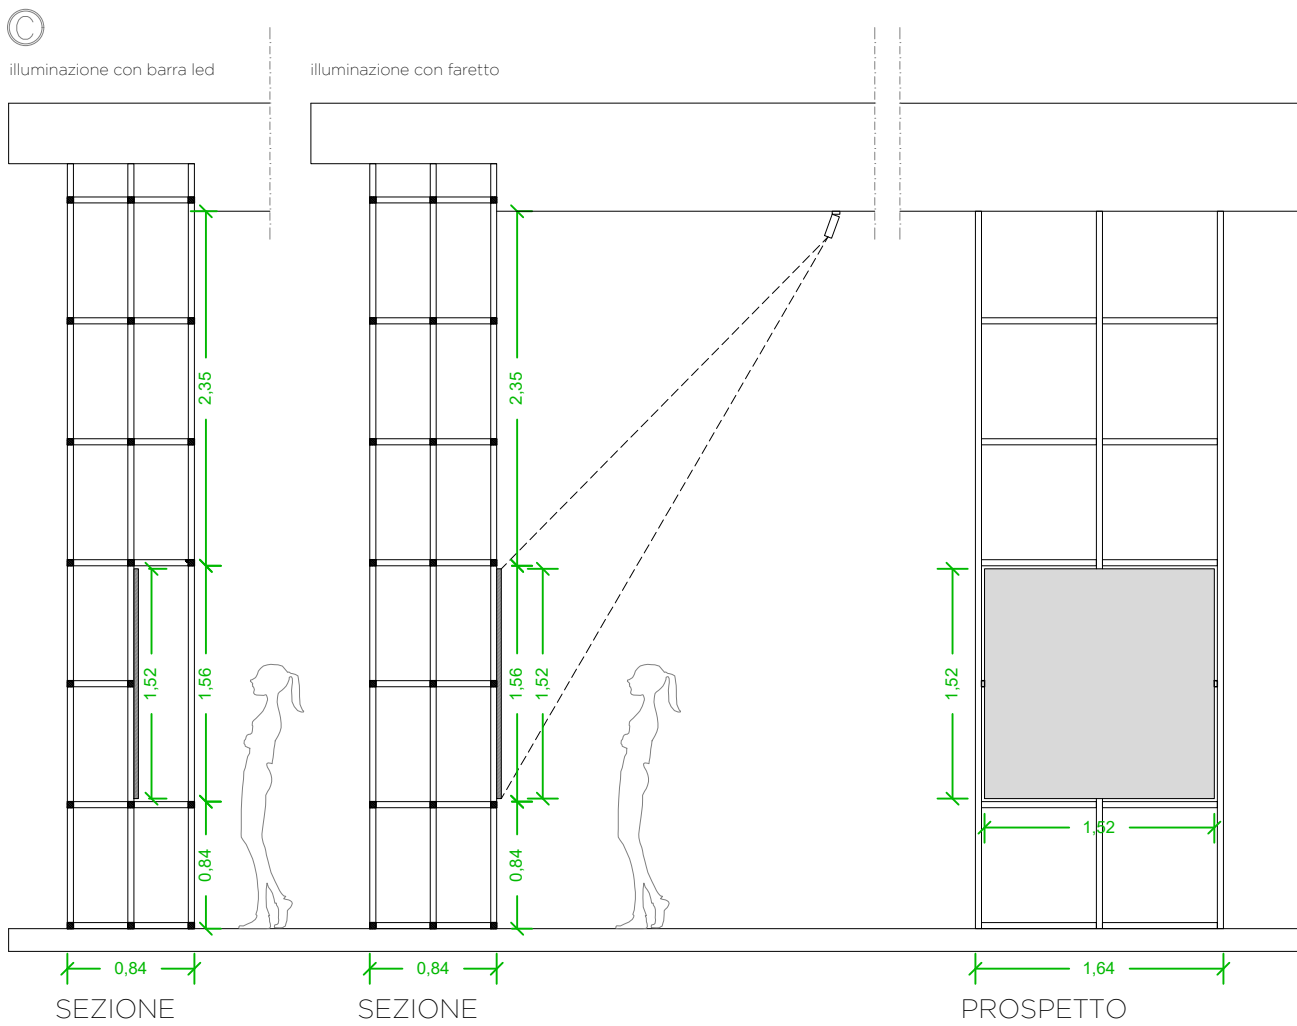 ©
illuminazione con barra led
illuminazione con faretto
2,35
2,35
1,52
1,56
1,56
1,52
1,52
0,84
0,84
1,52
0,84
0,84
1,64
SEZIONE
SEZIONE
PROSPETTO